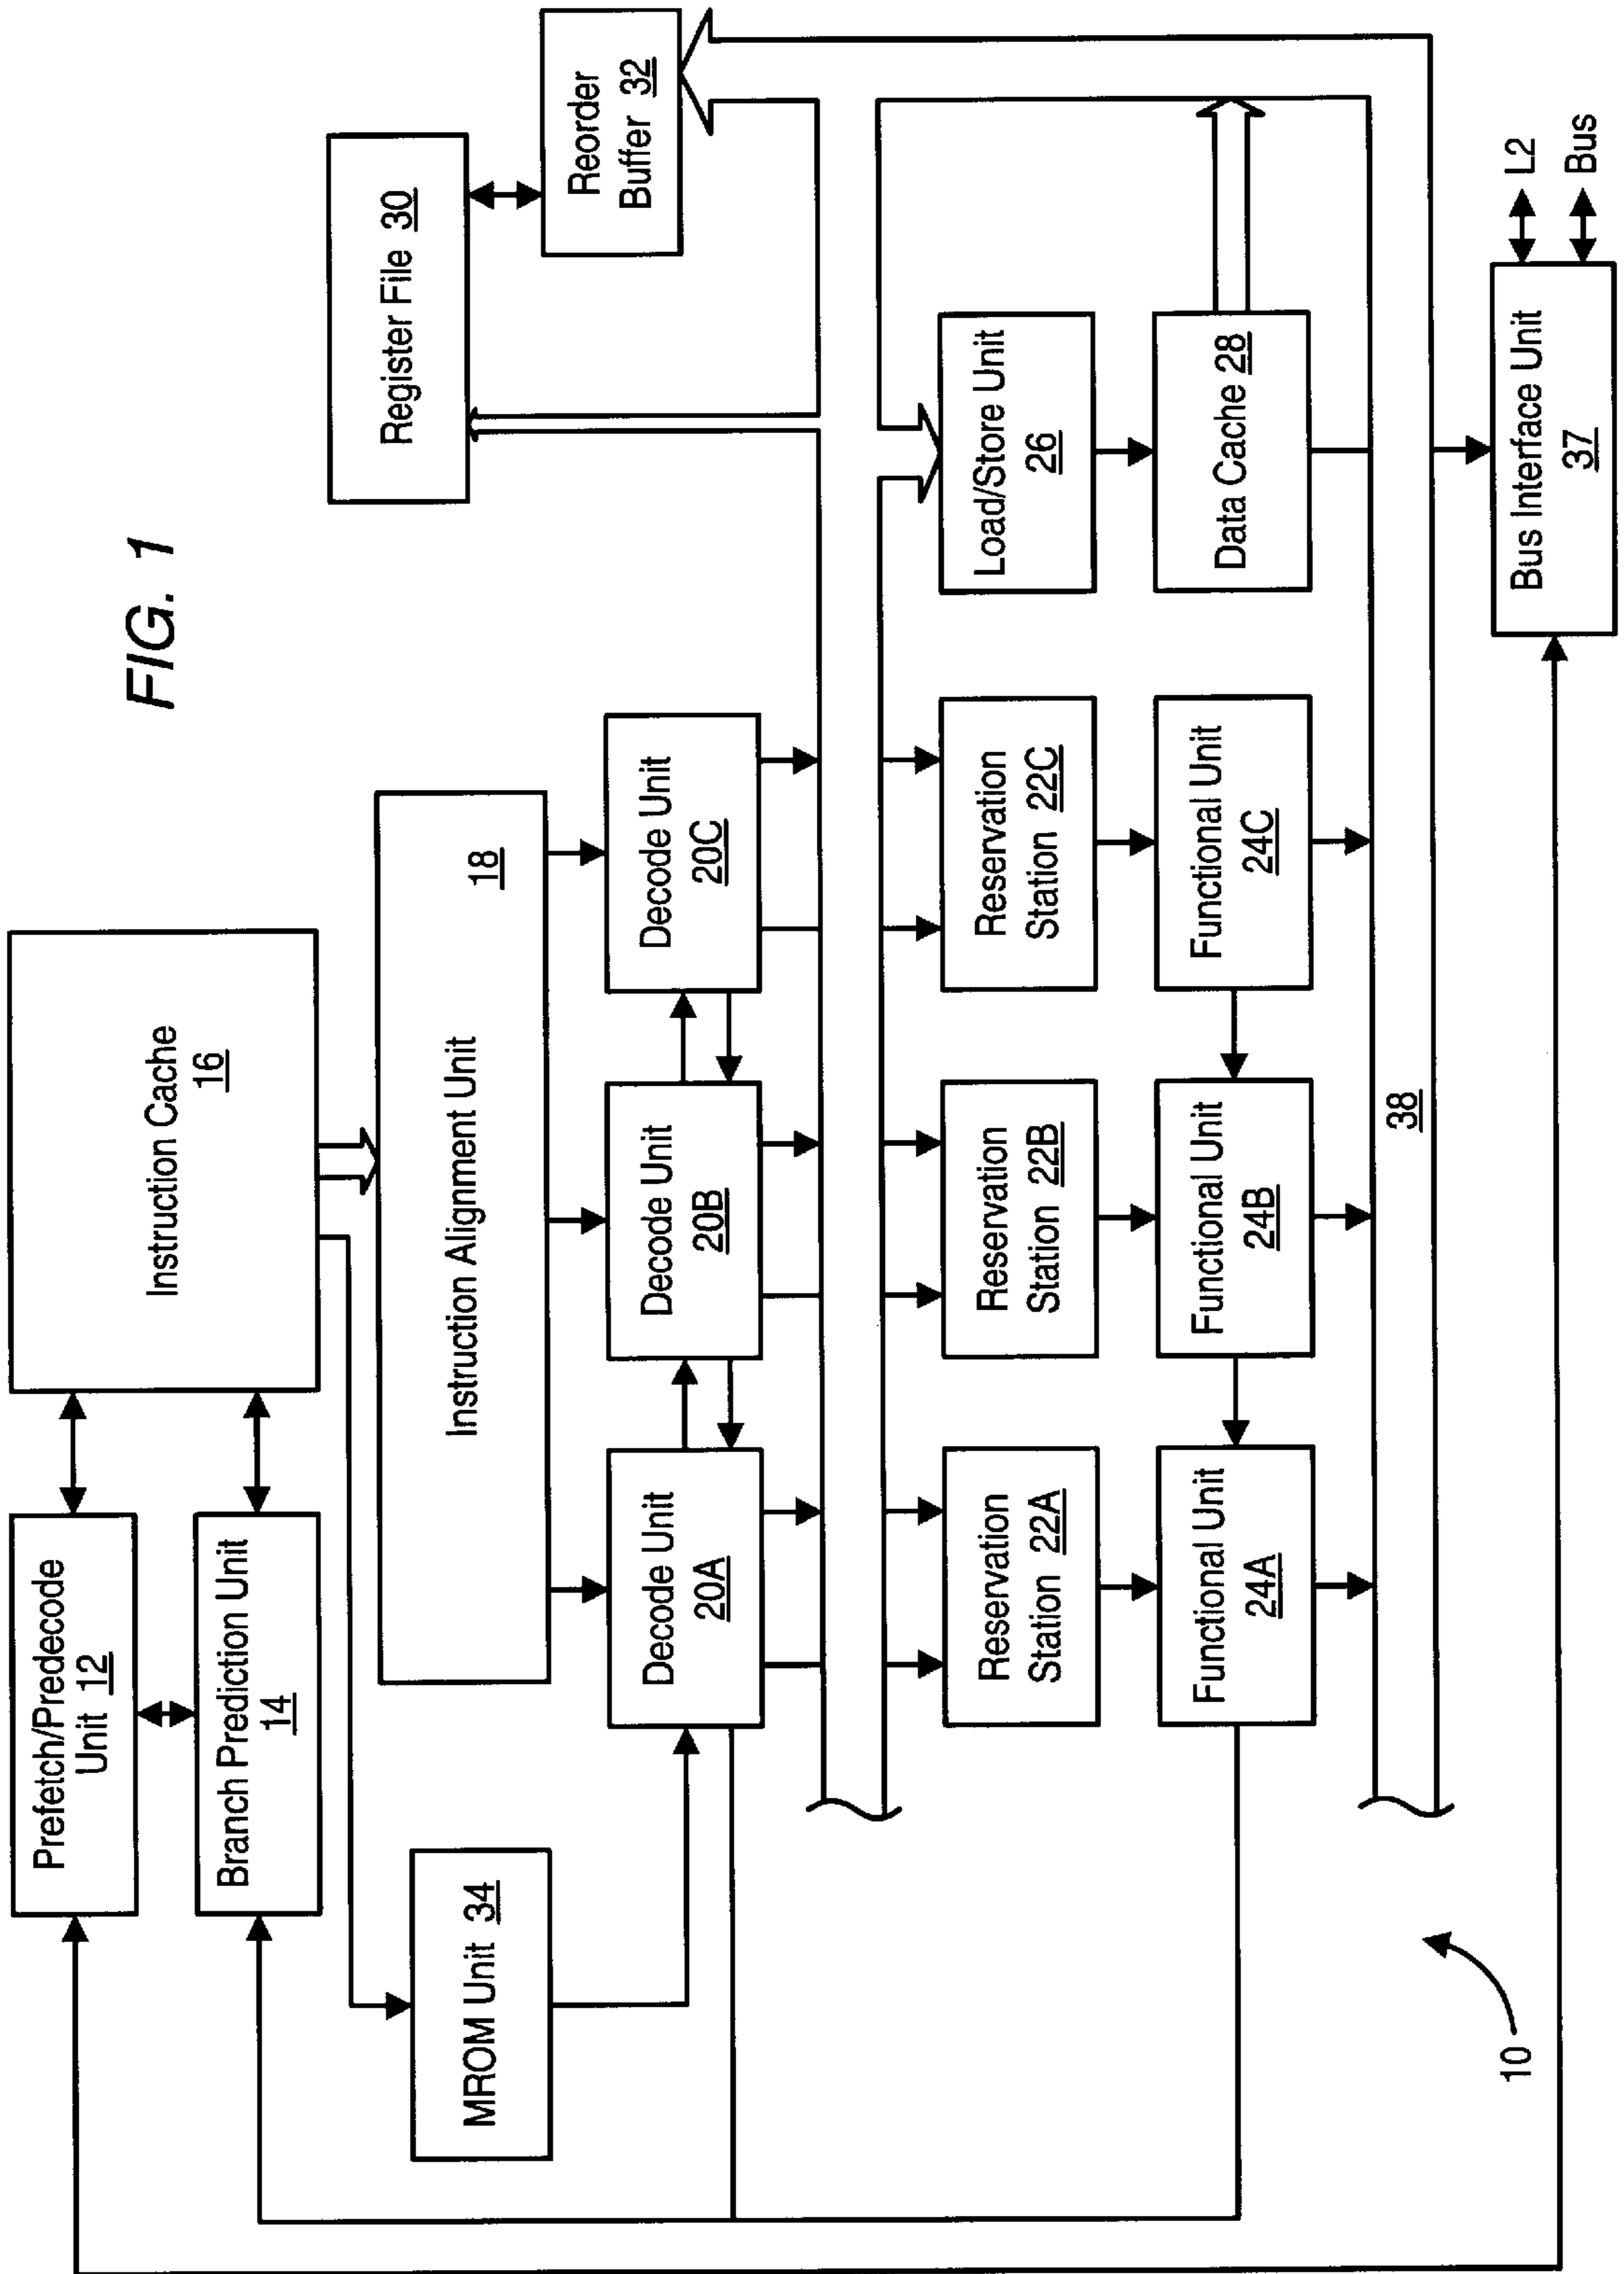 Prefetch/Predecode
Unit 12
Branch Prediction Unit
14
Instruction Cache
16
FIG. 1
MROM Unit 34
Instruction Alignment Unit 18
Register File 30
Reorder
Buffer 32
Decode Unit
20A
Decode Unit
20B
Decode Unit
20C
Reservation
Station 22A
Reservation
Station 22B
Reservation
Station 22C
Load/Store Unit
26
Functional Unit
24A
Functional Unit
24B
Functional Unit
24C
Data Cache 28
38
10
Bus Interface Unit
37
L2
Bus